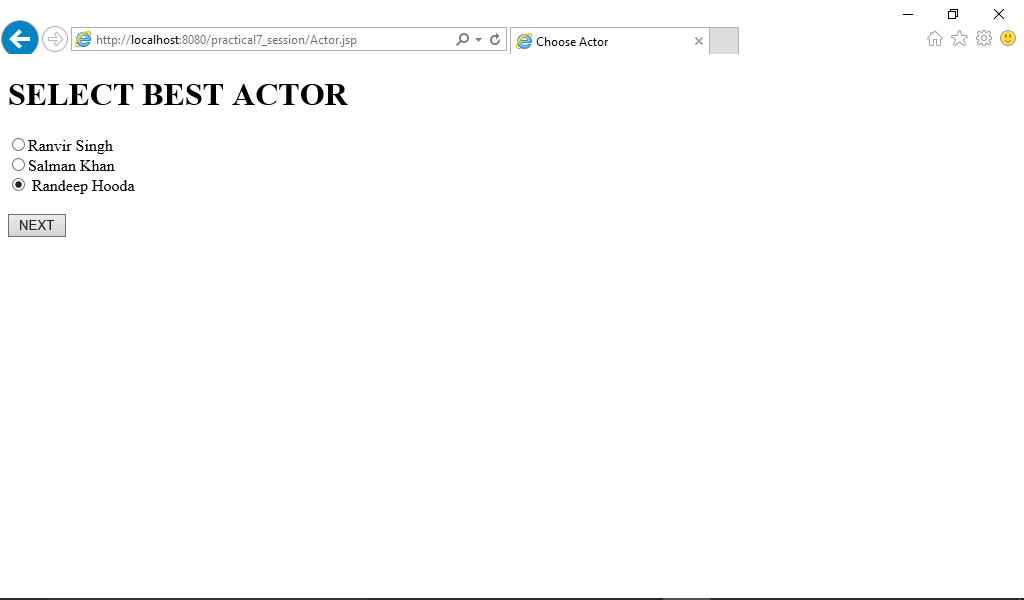 http://localhost:8080/practical7_session/Actor.jsp
Choose Actor
SELECT BEST ACTOR
Ranvir Singh
Salman Khan
Randeep Hooda
NEXT